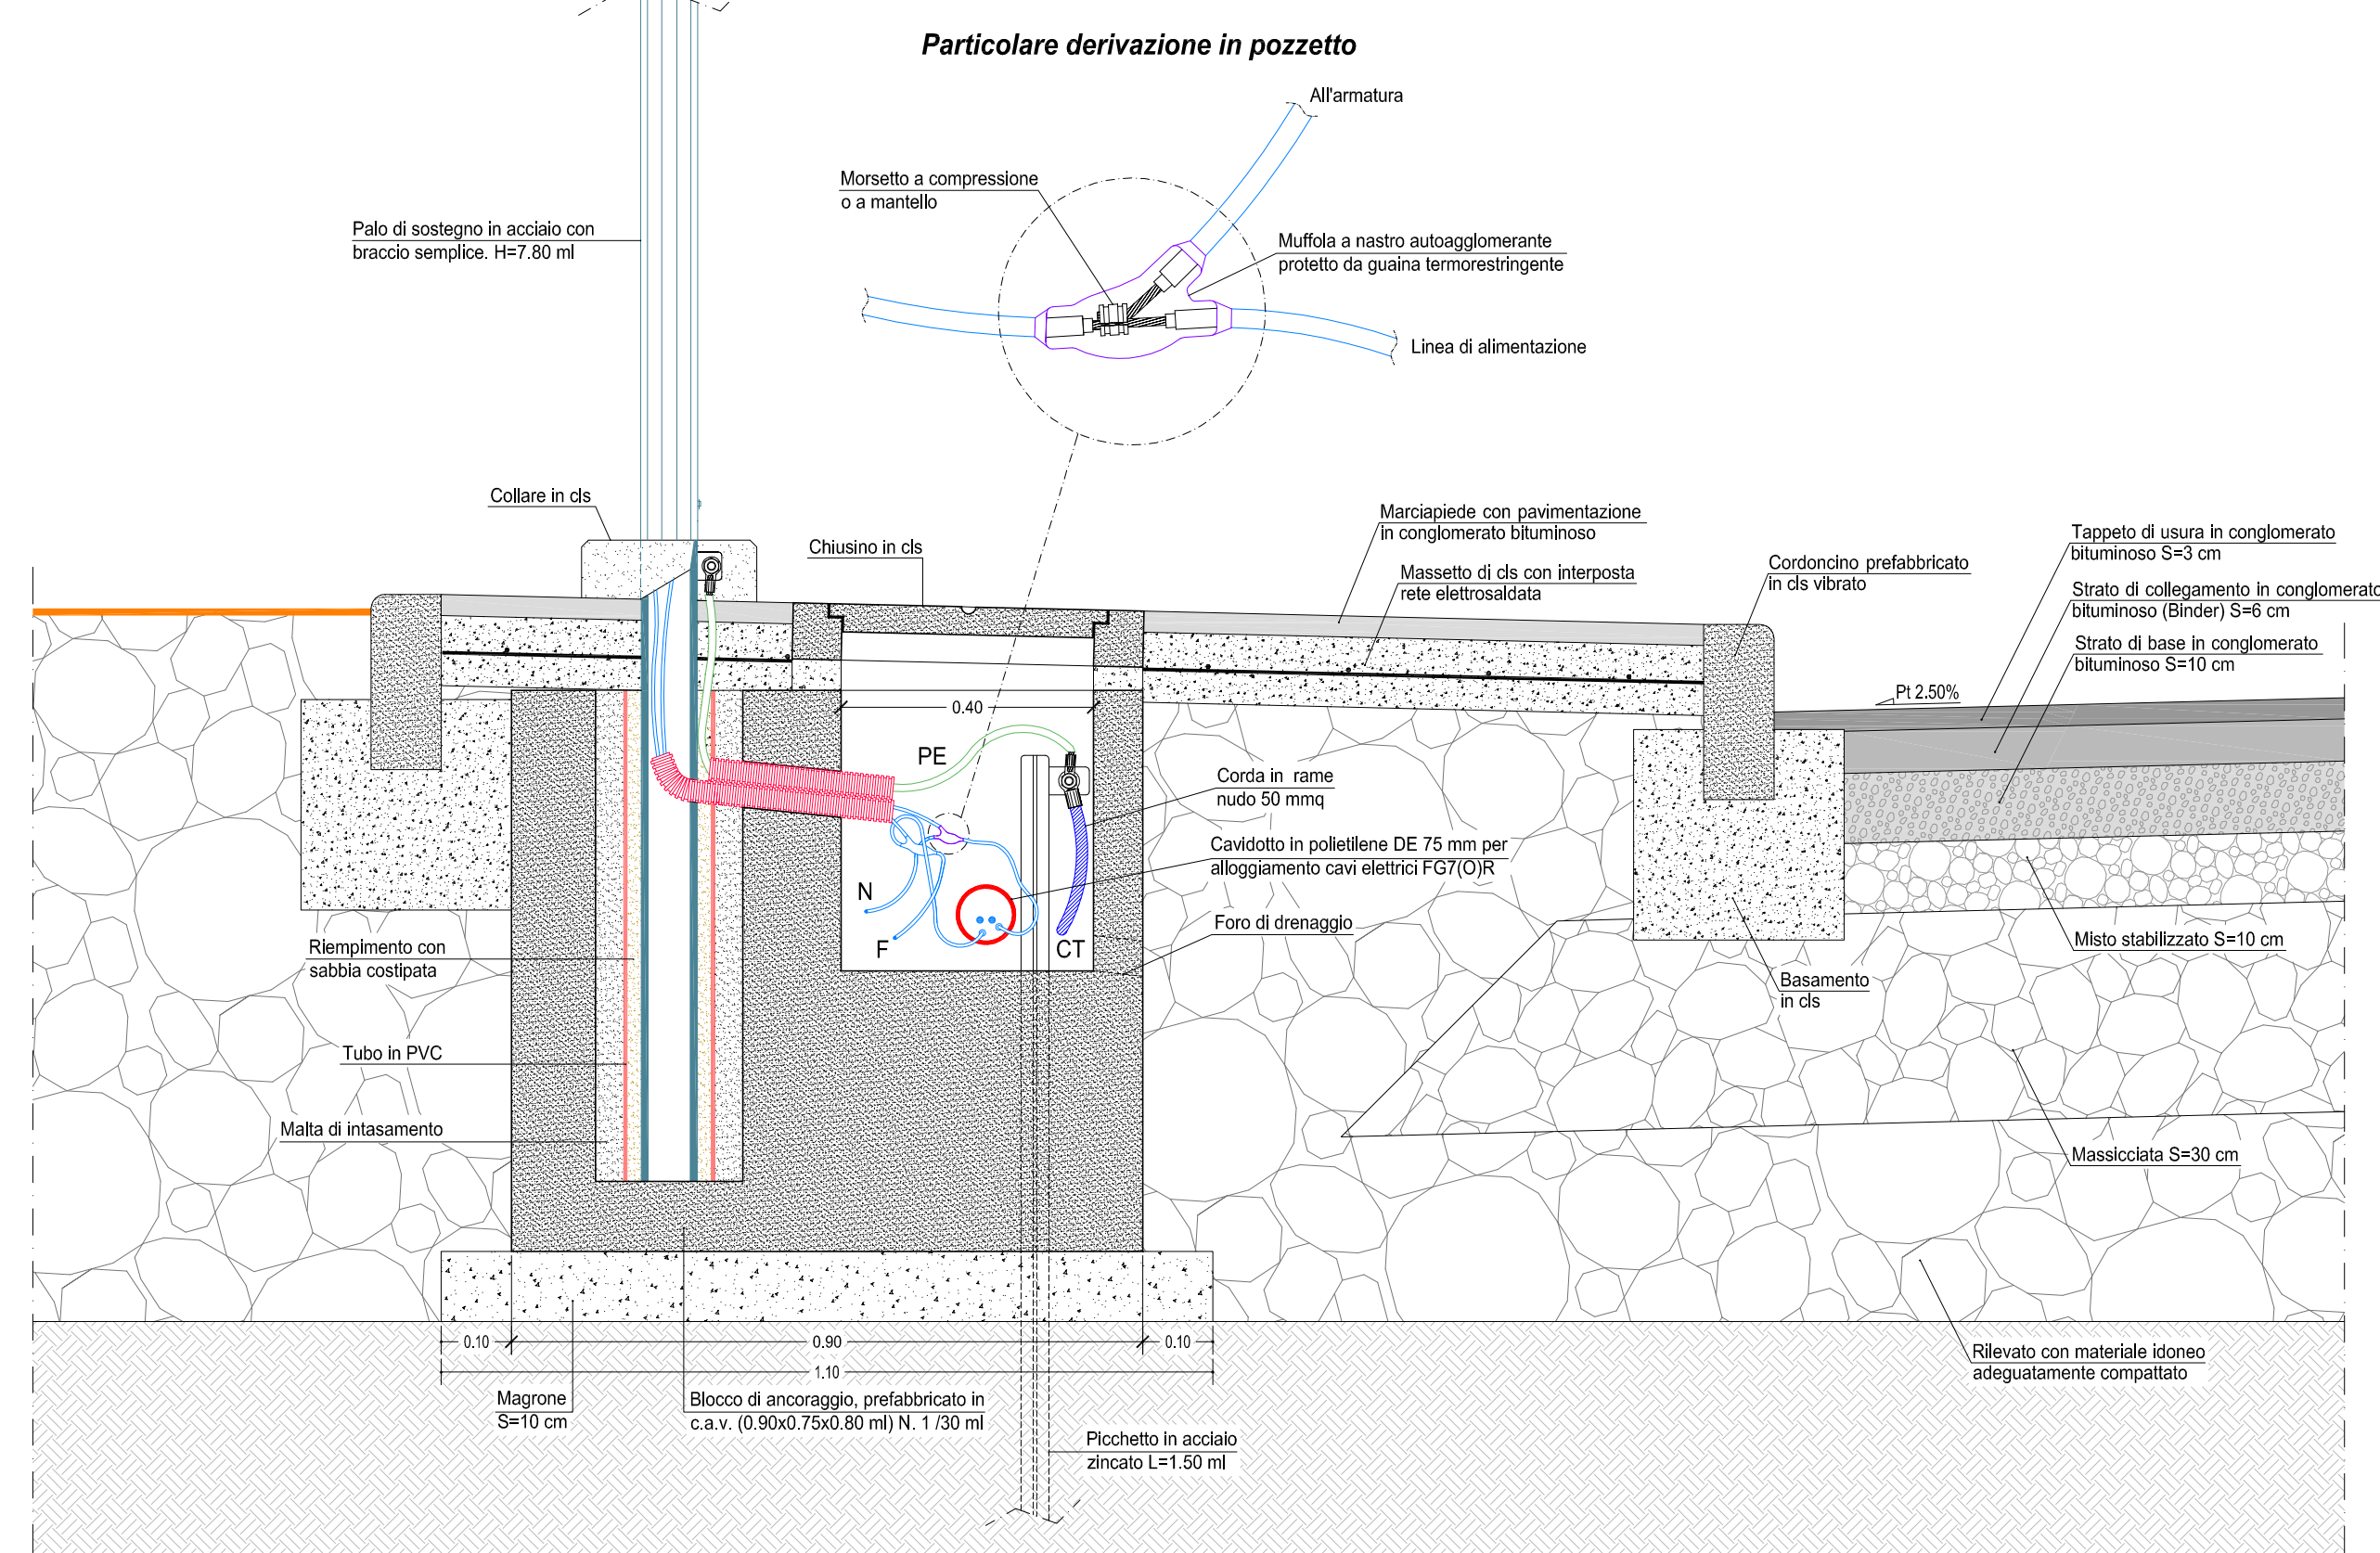 Particolare derivazione in pozzetto
All'armatura
Morsetto a compressione
o a mantello
Palo di sostegno in acciaio con
braccio semplice. H=7.80 ml
Muffola a nastro autoagglomerante
protetto da guaina termorestringente
Linea di alimentazione
Collare in cls
Chiusino in cls
Marciapiede con pavimentazione
in conglomerato bituminoso
Massetto di cls con interposta
rete elettrosaldata
Cordoncino prefabbricato
in cls vibrato
Tappeto di usura in conglomerato
bituminoso S=3 cm
Strato di collegamento in conglomerato
bituminoso (Binder) S=6 cm
Strato di base in conglomerato
bituminoso S=10 cm
Pt 2.50%
0.40
PE
Corda in rame
nudo 50 mmq
Cavidotto in polietilene DE 75 mm per
alloggiamento cavi elettrici FG7(O)R
N
F
CT
Foro di drenaggio
Riempimento con
sabbia costipata
Misto stabilizzato S=10 cm
Basamento
in cls
Tubo in PVC
Malta di intasamento
Massicciata S=30 cm
0.10
0.90
0.10
1.10
Rilevato con materiale idoneo
adeguatamente compattato
Magrone
S=10 cm
Blocco di ancoraggio, prefabbricato in
c.a.v. (0.90x0.75x0.80 ml) N. 1 /30 ml
Picchetto in acciaio
zincato L=1.50 ml